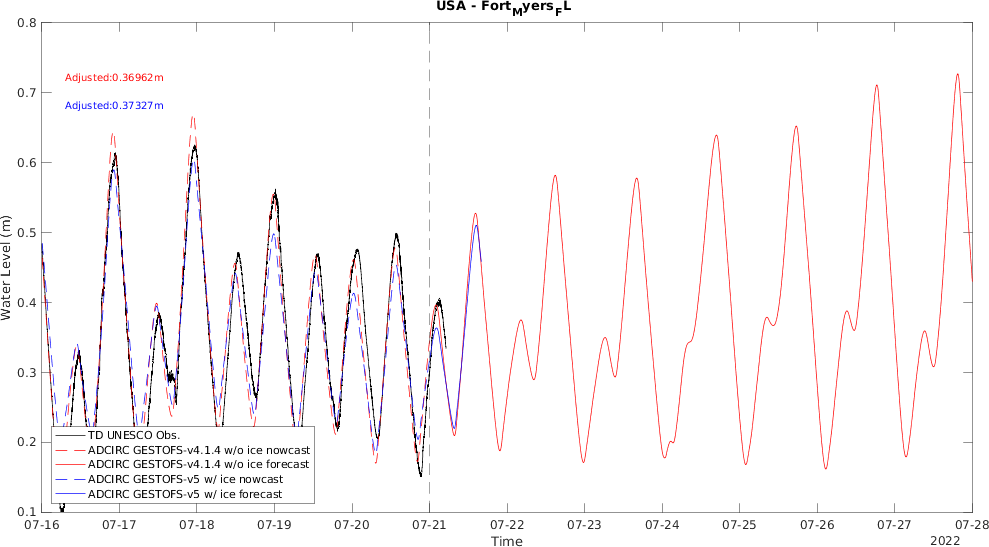 USA - Fort_Myers_FL
0.8
0.7
0.6
0.5
0.4
0.3
0.2
0.1
Water Level (m)
Adjusted:0.36962m
Adjusted:0.37327m
TD UNESCO Obs.
ADCIRC GESTOFS-v4.1.4 w/o ice nowcast
ADCIRC GESTOFS-v4.1.4 w/o ice forecast
ADCIRC GESTOFS-v5 w/ ice nowcast
ADCIRC GESTOFS-v5 w/ ice forecast
07-16 07-17 07-18 07-19 07-20 07-21 07-22 07-23 07-24 07-25 07-26 07-27 07-28
Time
2022